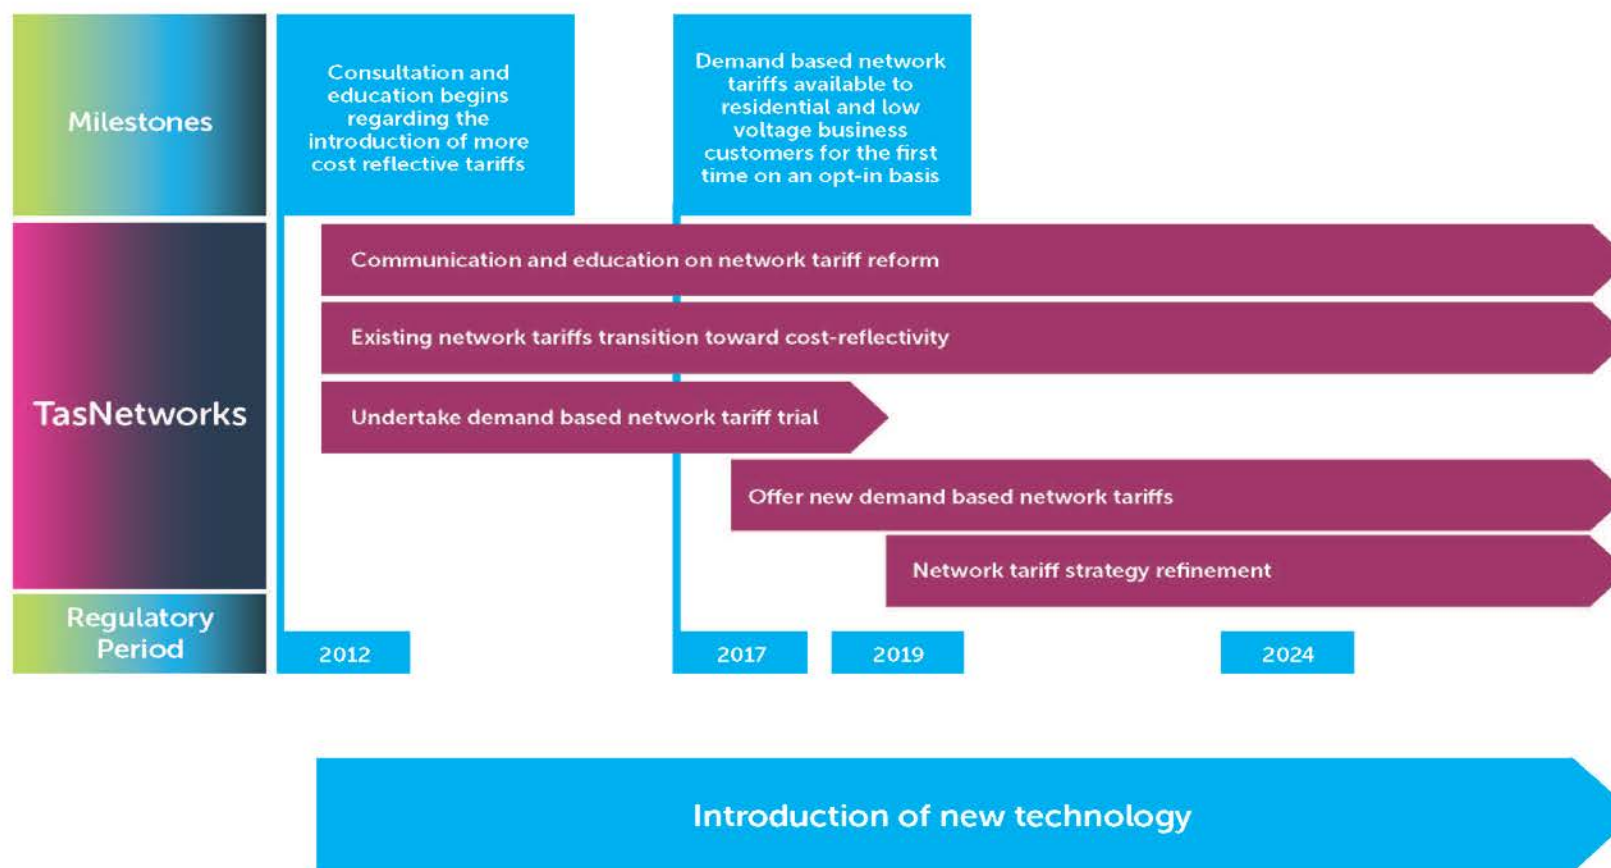 Milestones
Consultation and
education begins
regarding the
introduction of more
cost reflective tariffs
Demand based network
tariffs available to
residential and low
voltage business
customers for the first
time on an opt-in basis
TasNetworks
Communication and education on network tariff reform
Existing network tariffs transition toward cost-reflectivity
Undertake demand based network tariff trial
Offer new demand based network tariffs
Network tariff strategy refinement
Regulatory
Period
2012
2017
2019
2024
Introduction of new technology